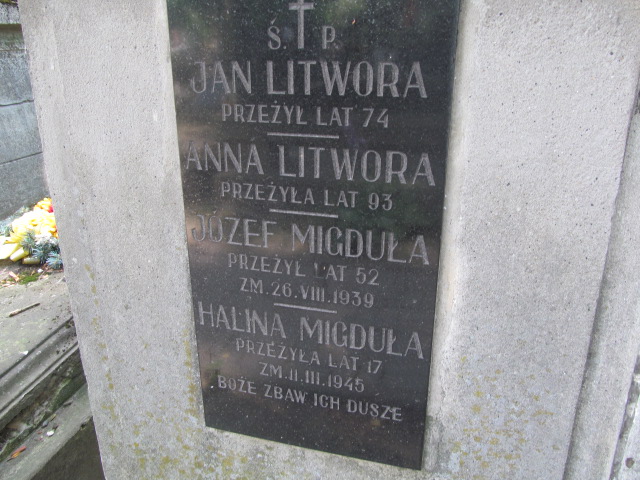 Ś. P.
JAN LITWORA
PRZEŻYŁ LAT 74
ANNA LITWORA
PRZEŻYŁA LAT 93
JÓZEF MIGDUŁA
PRZEŻYŁ LAT 52
ZM. 26.VIII.1939
HALINA MIGDUŁA
PRZEŻYŁA LAT 17
ZM. 11.III.1945
BOŻE ZBAW ICH DUSZE